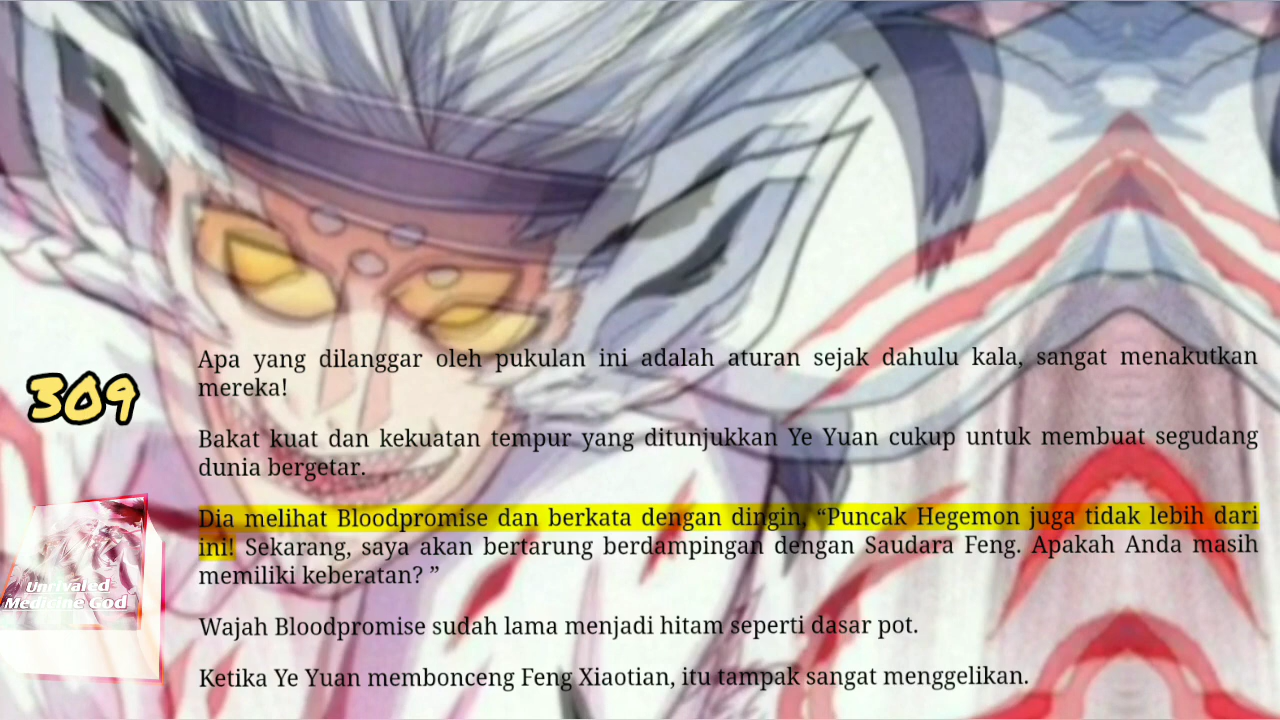 Apa yang dilanggar oleh pukulan ini adalah aturan sejak dahulu kala, sangat menakutkan
mereka!
309
Bakat kuat dan kekuatan tempur yang ditunjukkan Ye Yuan cukup untuk membuat segudang
dunia bergetar.
Dia melihat Bloodpromise dan berkata dengan dingin, “Puncak Hegemon juga tidak lebih dari
ini! Sekarang, saya akan bertarung berdampingan dengan Saudara Feng. Apakah Anda masih
memiliki keberatan? ”
Unrivaled
Medicine God
Wajah Bloodpromise sudah lama menjadi hitam seperti dasar pot.
Ketika Ye Yuan membonceng Feng Xiaotian, itu tampak sangat menggelikan.